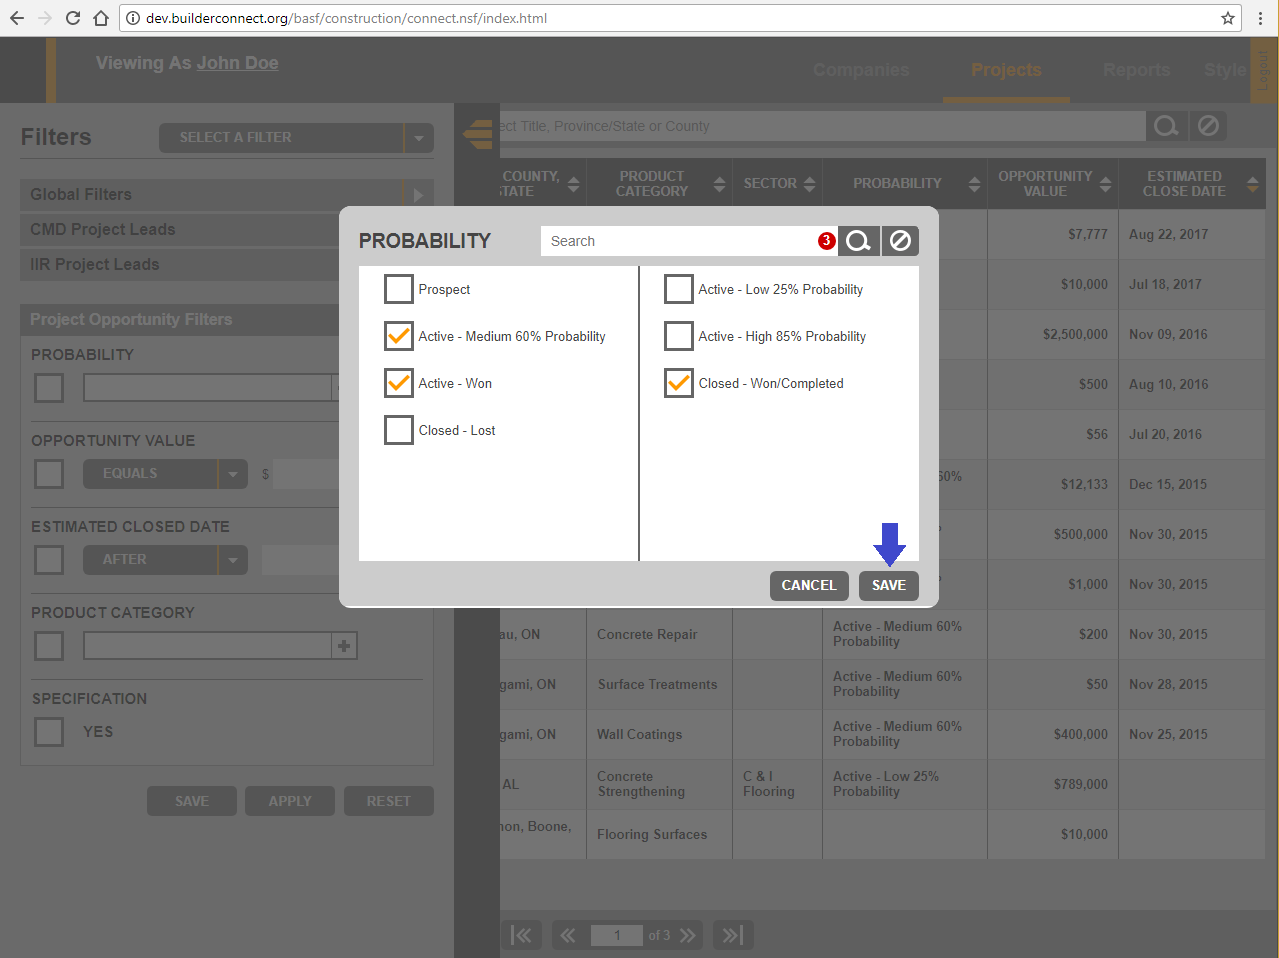 dev.builderconnect.org/basf/construction/connect.nsf/index.html
Viewing As John Doe
Companies
Projects
Reports
Style
Logout
Filters
SELECT A FILTER
ect Title, Province/State or County
Global Filters
CMD Project Leads
IIR Project Leads
Project Opportunity Filters
PROBABILITY
OPPORTUNITY VALUE
EQUALS
$
ESTIMATED CLOSED DATE
AFTER
PRODUCT CATEGORY
SPECIFICATION
YES
SAVE
APPLY
RESET
COUNTY,
STATE
PRODUCT
CATEGORY
SECTOR
PROBABILITY
OPPORTUNITY
VALUE
ESTIMATED
CLOSE DATE
PROBABILITY
Search
3
Prospect
Active - Low 25% Probability
Active - Medium 60% Probability
Active - High 85% Probability
Active - Won
Closed - Won/Completed
Closed - Lost
CANCEL
SAVE
$7,777
Aug 22, 2017
$10,000
Jul 18, 2017
$2,500,000
Nov 09, 2016
$500
Aug 10, 2016
$56
Jul 20, 2016
60%
$12,133
Dec 15, 2015
$500,000
Nov 30, 2015
$1,000
Nov 30, 2015
au, ON
Concrete Repair
Active - Medium 60%
Probability
$200
Nov 30, 2015
gami, ON
Surface Treatments
Active - Medium 60%
Probability
$50
Nov 28, 2015
gami, ON
Wall Coatings
Active - Medium 60%
Probability
$400,000
Nov 25, 2015
AL
Concrete
Strengthening
C & I
Flooring
Active - Low 25%
Probability
$789,000
non, Boone,
Flooring Surfaces
$10,000
1
of 3